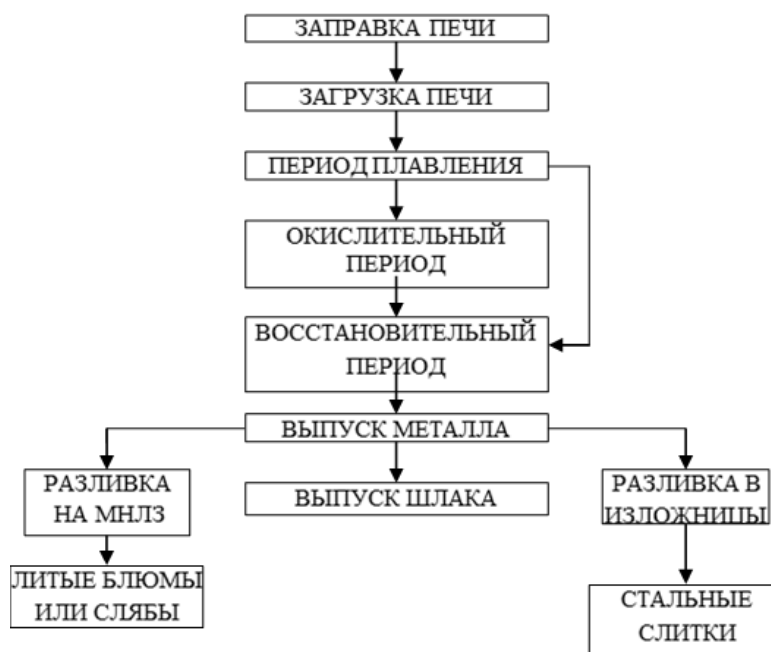 ЗАПРАВКА ПЕЧИ
ЗАГРУЗКА ПЕЧИ
ПЕРИОД ПЛАВЛЕНИЯ
ОКИСЛИТЕЛЬНЫЙ
ПЕРИОД
ВОССТАНОВИТЕЛЬНЫЙ
ПЕРИОД
ВЫПУСК МЕТАЛЛА
РАЗЛИВКА
НА МНЛЗ
ВЫПУСК ШЛАКА
РАЗЛИВКА В
ИЗЛОЖНИЦЫ
ЛИТЫЕ БЛЮМЫ
ИЛИ СЛЯБЫ
СТАЛЬНЫЕ
СЛИТКИ